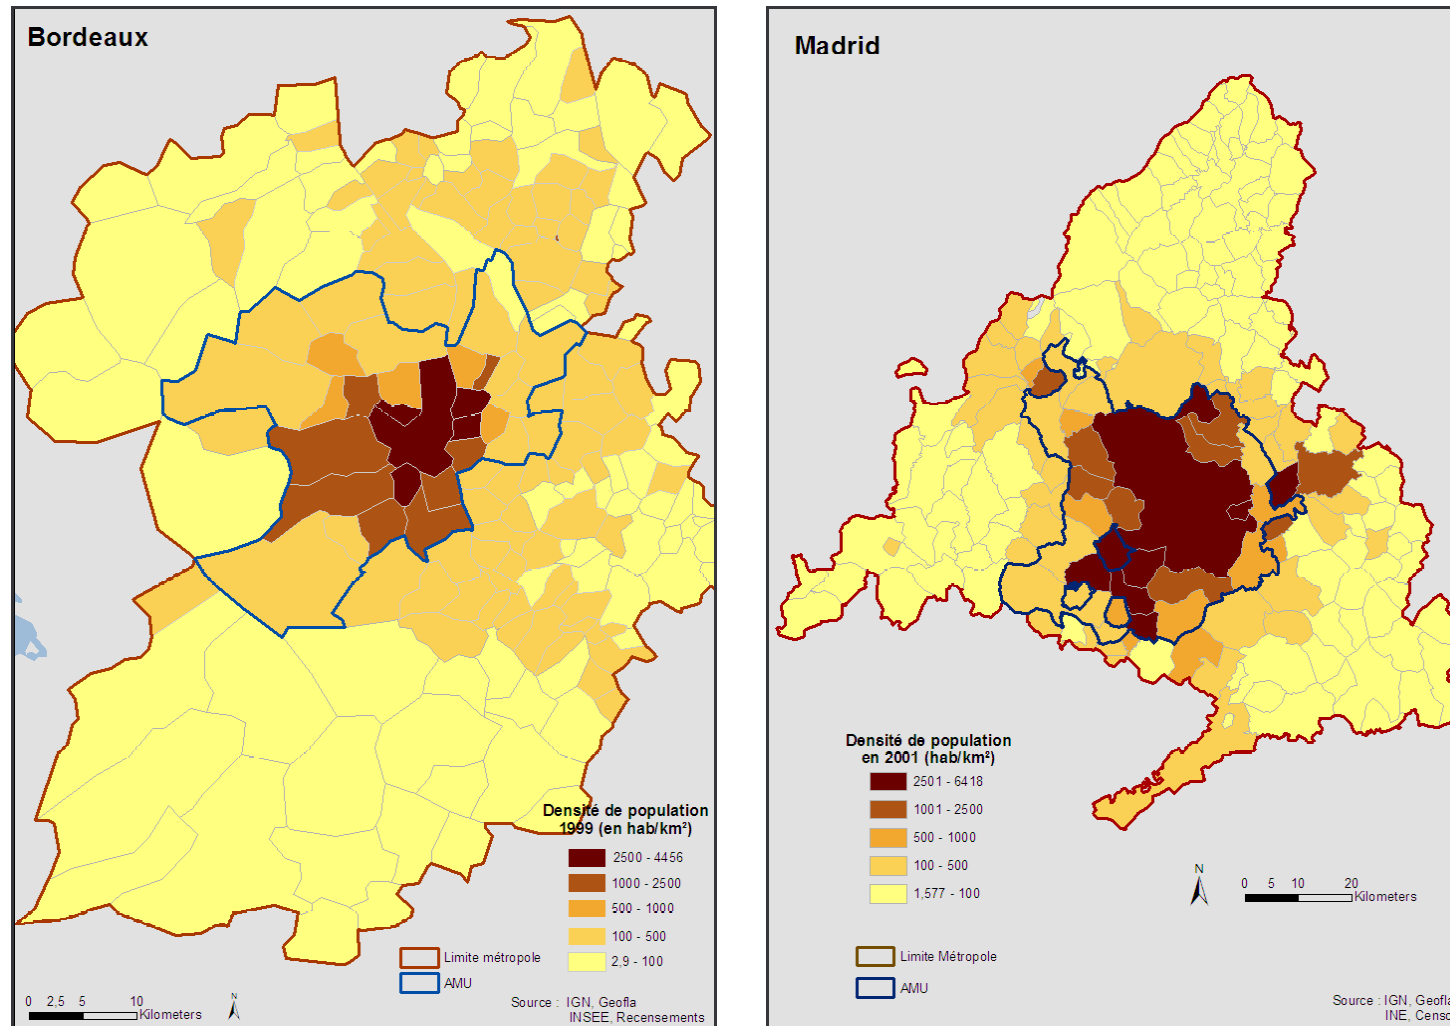 Bordeaux
Densité de population
1999 (en hab/km²)
2500 - 4456
1000 - 2500
500 - 1000
100 - 500
2,9 - 100
Limite métropole
AMU
0 2,5 5 10
Kilometers
N
Source : IGN, Geofla
INSEE, Recensements
Madrid
Densité de population
en 2001 (hab/km²)
2501 - 6418
1001 - 2500
500 - 1000
100 - 500
1,577 - 100
N
0 5 10 20
Kilometers
Limite Métropole
AMU
Source : IGN, Geofla
INE, Censo